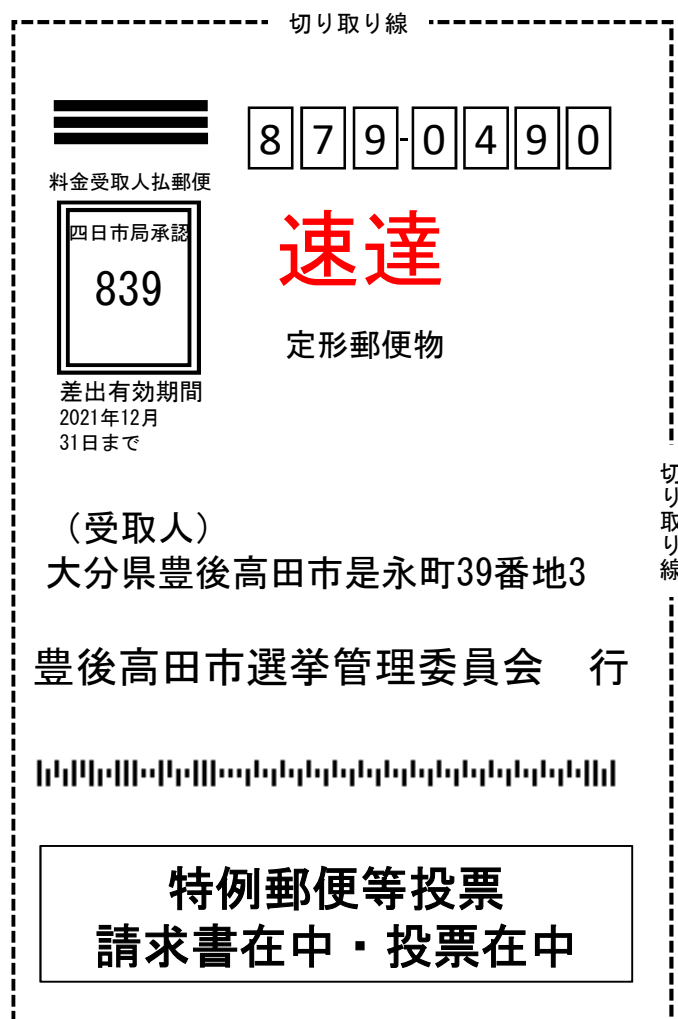 切り取り線
879-0490
料金受取人払郵便
四日市局承認
839
速達
定形郵便物
差出有効期間
2021年12月
31日まで
切り取り線
（受取人）
大分県豊後高田市是永町39番地3
豊後高田市選挙管理委員会　行
特例郵便等投票
請求書在中・投票在中